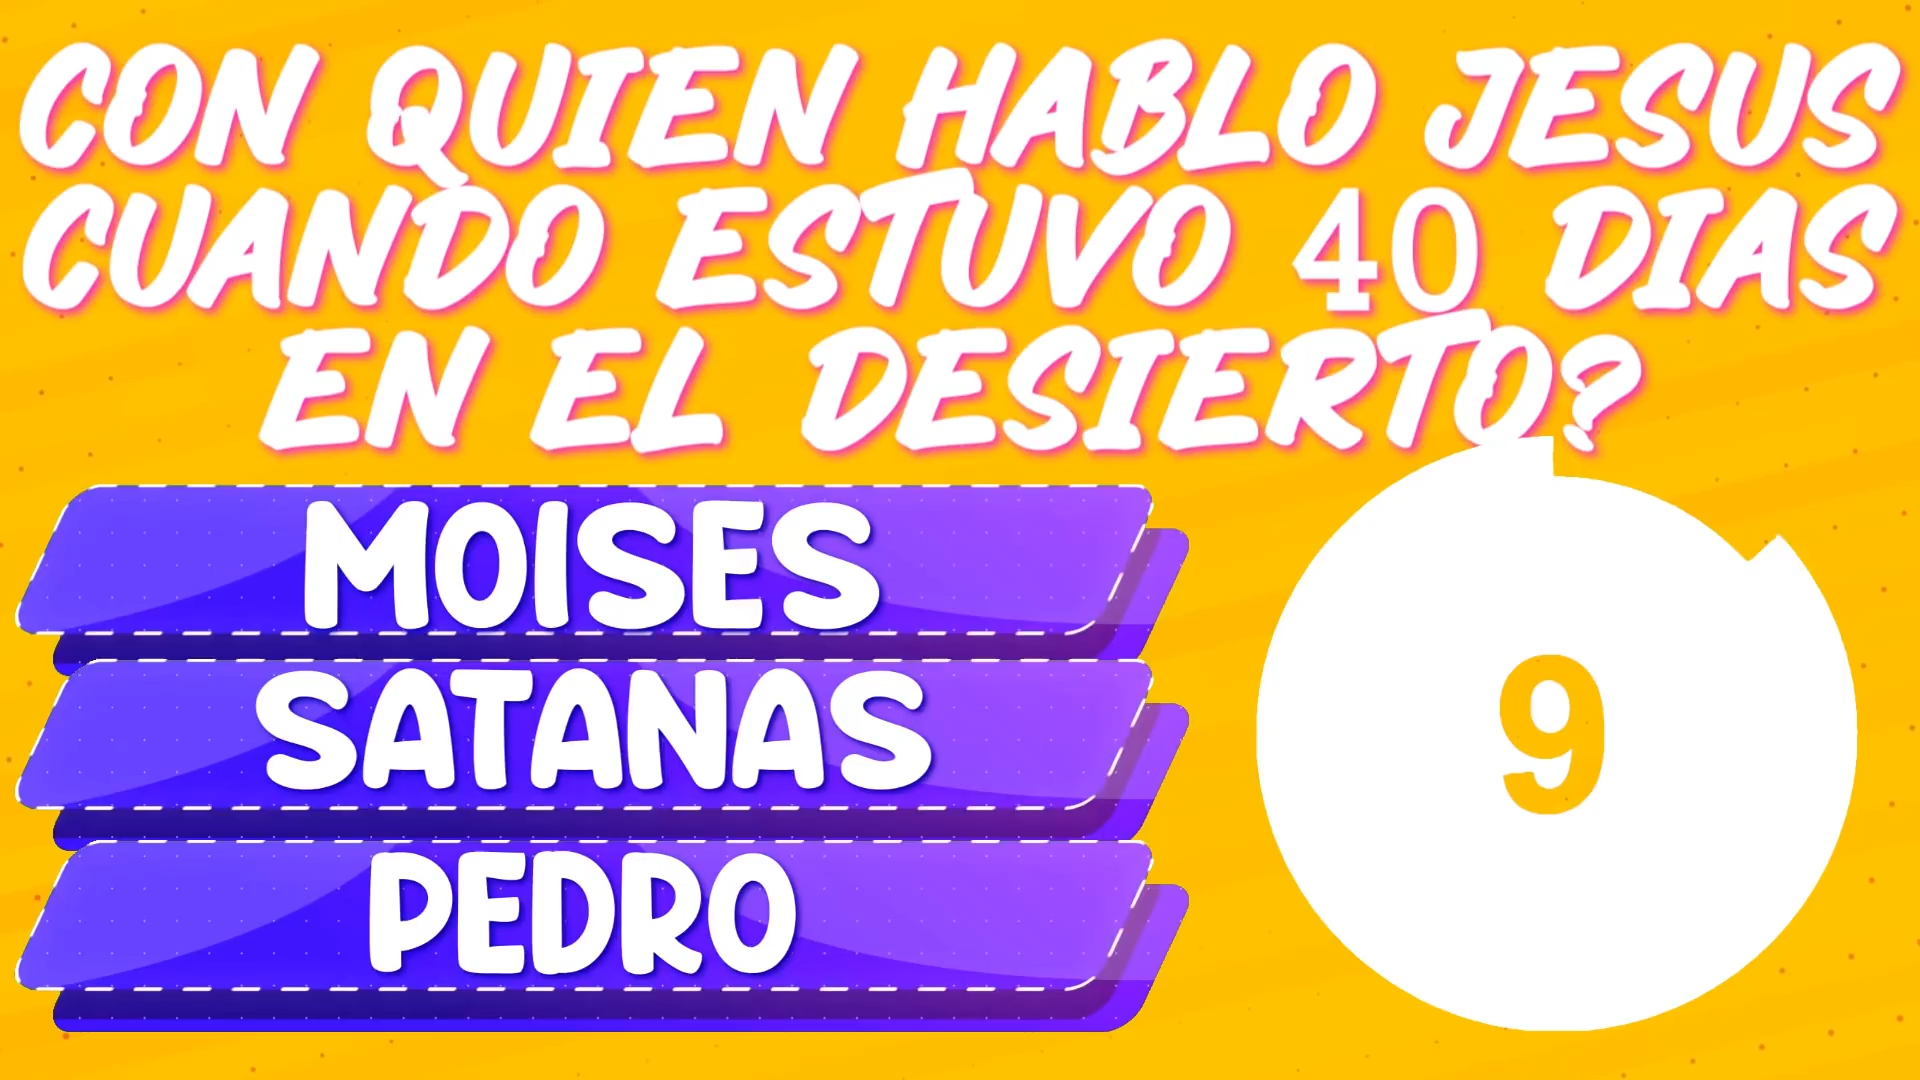 CON QUIEN HABLO JESUS
CUANDO ESTUVO 40 DIAS
EN EL DESIERTO?
MOISES
SATANAS
PEDRO
9